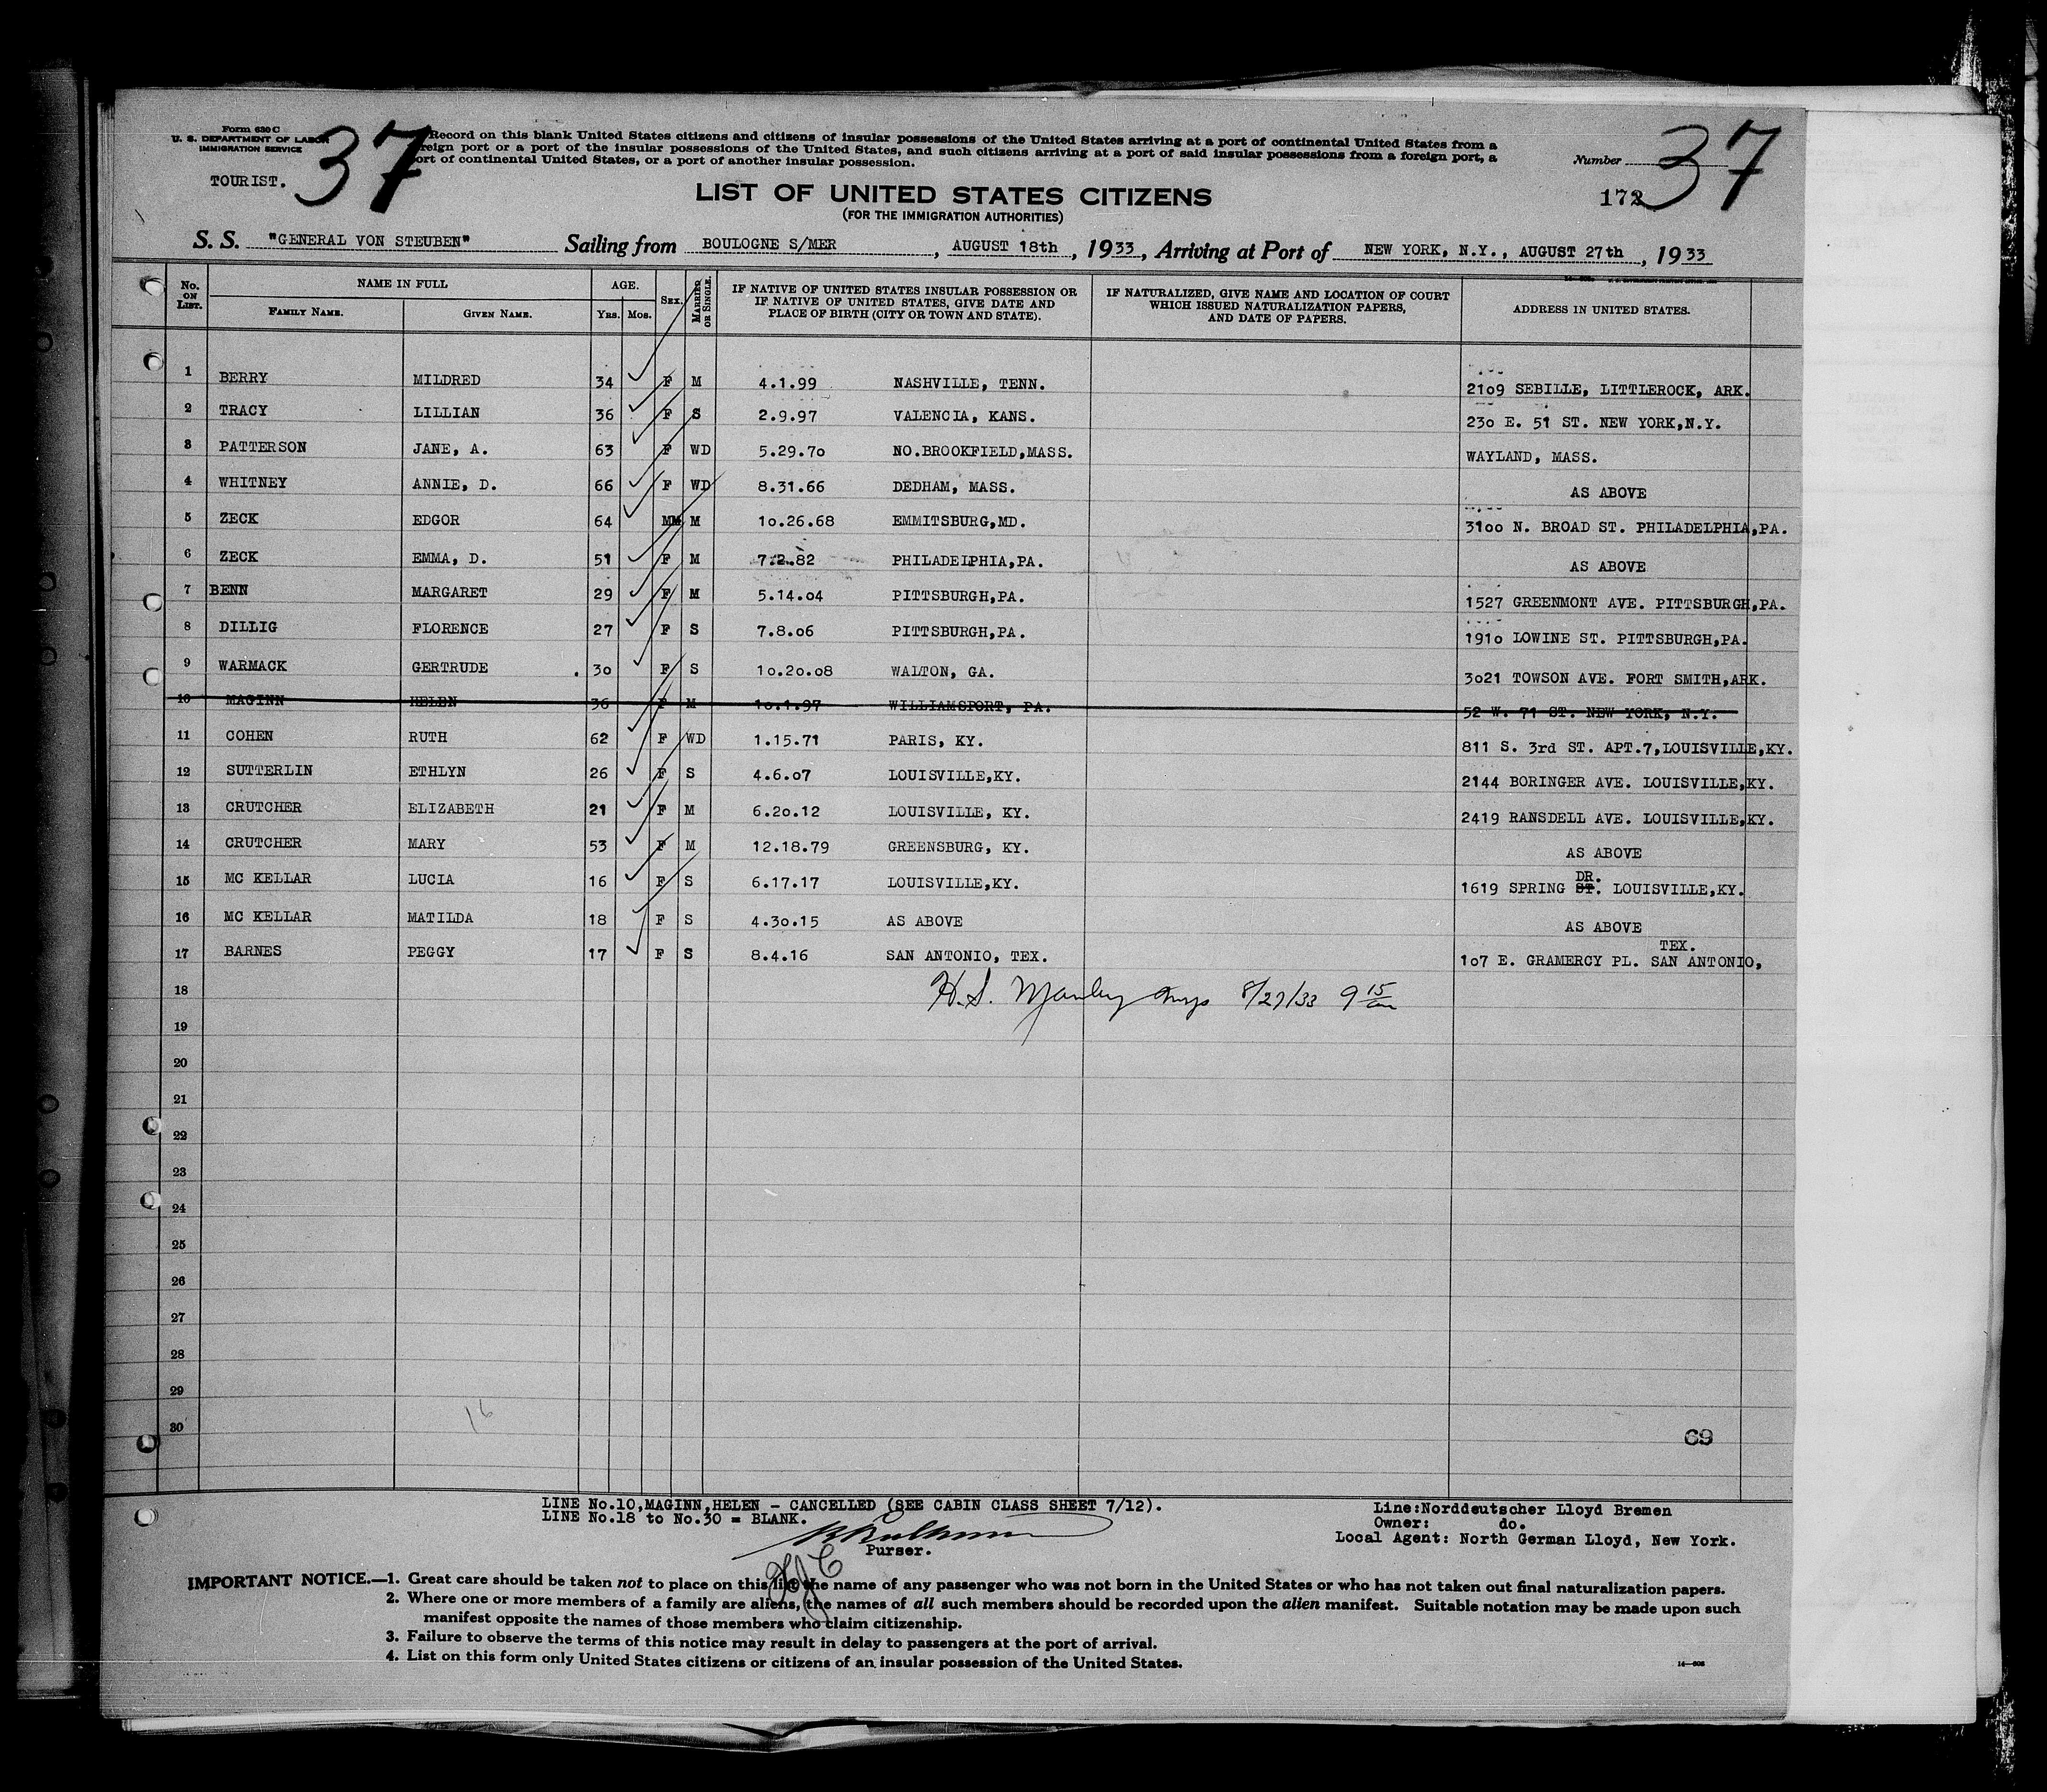 Form 630 C
U. S. DEPARTMENT OF LABOR
IMMIGRATION SERVICE
TOURIST.
37
Record on this blank United States citizens and citizens of insular possessions of the United States arriving at a port of continental United States from a
reign port or a port of the insular possessions of the United States, and such citizens arriving at a port of said insular possessions from a foreign port, a
ort of continental United States, or a port of another insular possession.
Number 37
172
LIST OF UNITED STATES CITIZENS
(FOR THE IMMIGRATION AUTHORITIES)
S. S. "GENERAL VON STEUBEN" Sailing from BOULOGNE S/MER, AUGUST 18th, 1933, Arriving at Port of NEW YORK, N.Y., AUGUST 27th, 1933
No. ON LIST. NAME IN FULL FAMILY NAME. GIVEN NAME. AGE. Yrs. Mos. SEX. MARRIED OR SINGLE. IF NATIVE OF UNITED STATES INSULAR POSSESSION OR IF NATIVE OF UNITED STATES, GIVE DATE AND PLACE OF BIRTH (CITY OR TOWN AND STATE). IF NATURALIZED, GIVE NAME AND LOCATION OF COURT WHICH ISSUED NATURALIZATION PAPERS, AND DATE OF PAPERS. ADDRESS IN UNITED STATES.
1 BERRY MILDRED 34 F M 4.1.99 NASHVILLE, TENN. 2109 SEBILLE, LITTLEROCK, ARK.
2 TRACY LILLIAN 36 F S 2.9.97 VALENCIA, KANS. 230 E. 51 ST. NEW YORK,N.Y.
3 PATTERSON JANE, A. 63 F WD 5.29.70 NO.BROOKFIELD,MASS. WAYLAND, MASS.
4 WHITNEY ANNIE, D. 66 F WD 8.31.66 DEDHAM, MASS. AS ABOVE
5 ZECK EDGOR 64 MM M 10.26.68 EMMITSBURG,MD. 3100 N. BROAD ST. PHILADELPHIA,PA.
6 ZECK EMMA, D. 51 F M 7.2.82 PHILADELPHIA,PA. AS ABOVE
7 BENN MARGARET 29 F M 5.14.04 PITTSBURGH,PA. 1527 GREENMONT AVE. PITTSBURGH,PA.
8 DILLIG FLORENCE 27 F S 7.8.06 PITTSBURGH,PA. 1910 LOWINE ST. PITTSBURGH,PA.
9 WARMACK GERTRUDE 30 F S 10.20.08 WALTON, GA. 3021 TOWSON AVE. FORT SMITH,ARK.
10 MAGINN HELEN 36 F M 10.1.97 WILLIAMSPORT, PA. 52 W. 71 ST. NEW YORK, N.Y.
11 COHEN RUTH 62 F WD 1.15.71 PARIS, KY. 811 S. 3rd ST. APT.7,LOUISVILLE,KY.
12 SUTTERLIN ETHLYN 26 F S 4.6.07 LOUISVILLE,KY. 2144 BORINGER AVE. LOUISVILLE,KY.
13 CRUTCHER ELIZABETH 21 F M 6.20.12 LOUISVILLE, KY. 2419 RANSDELL AVE. LOUISVILLE,KY.
14 CRUTCHER MARY 53 F M 12.18.79 GREENSBURG, KY. AS ABOVE
15 MC KELLAR LUCIA 16 F S 6.17.17 LOUISVILLE,KY. 1619 SPRING ST. DR. LOUISVILLE,KY.
16 MC KELLAR MATILDA 18 F S 4.30.15 AS ABOVE AS ABOVE
17 BARNES PEGGY 17 F S 8.4.16 SAN ANTONIO, TEX. 107 E. GRAMERCY PL. SAN ANTONIO, TEX.
18 H.S. Manley 8/27/33 9 15 am
19
20
21
22
23
24
25
26
27
28
29
16
30
69
LINE No.10,MAGINN,HELEN - CANCELLED (SEE CABIN CLASS SHEET 7/12).
LINE No.18 to No.30 = BLANK.
Purser.
Line:Norddeutscher Lloyd Bremen
Owner: do.
Local Agent: North German Lloyd, New York.
IMPORTANT NOTICE.—1. Great care should be taken not to place on this list the name of any passenger who was not born in the United States or who has not taken out final naturalization papers.
2. Where one or more members of a family are aliens, the names of all such members should be recorded upon the alien manifest. Suitable notation may be made upon such
manifest opposite the names of those members who claim citizenship.
3. Failure to observe the terms of this notice may result in delay to passengers at the port of arrival.
4. List on this form only United States citizens or citizens of an insular possession of the United States.